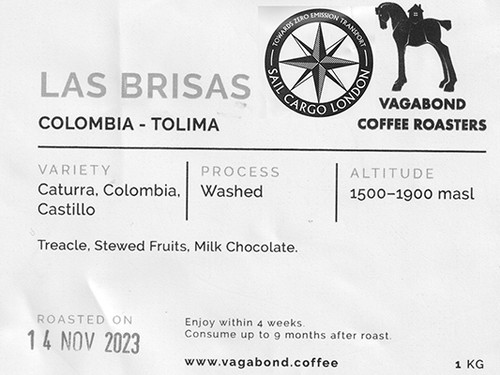 TOWARDS ZERO EMISSION TRANSPORT
SAIL CARGO LONDON
LAS BRISAS
VAGABOND
COFFEE ROASTERS
COLOMBIA - TOLIMA
VARIETY
Caturra, Colombia,
Castillo
PROCESS
Washed
ALTITUDE
1500–1900 masl
Treacle, Stewed Fruits, Milk Chocolate.
ROASTED ON
14 NOV 2023
Enjoy within 4 weeks.
Consume up to 9 months after roast.
www.vagabond.coffee
1 KG